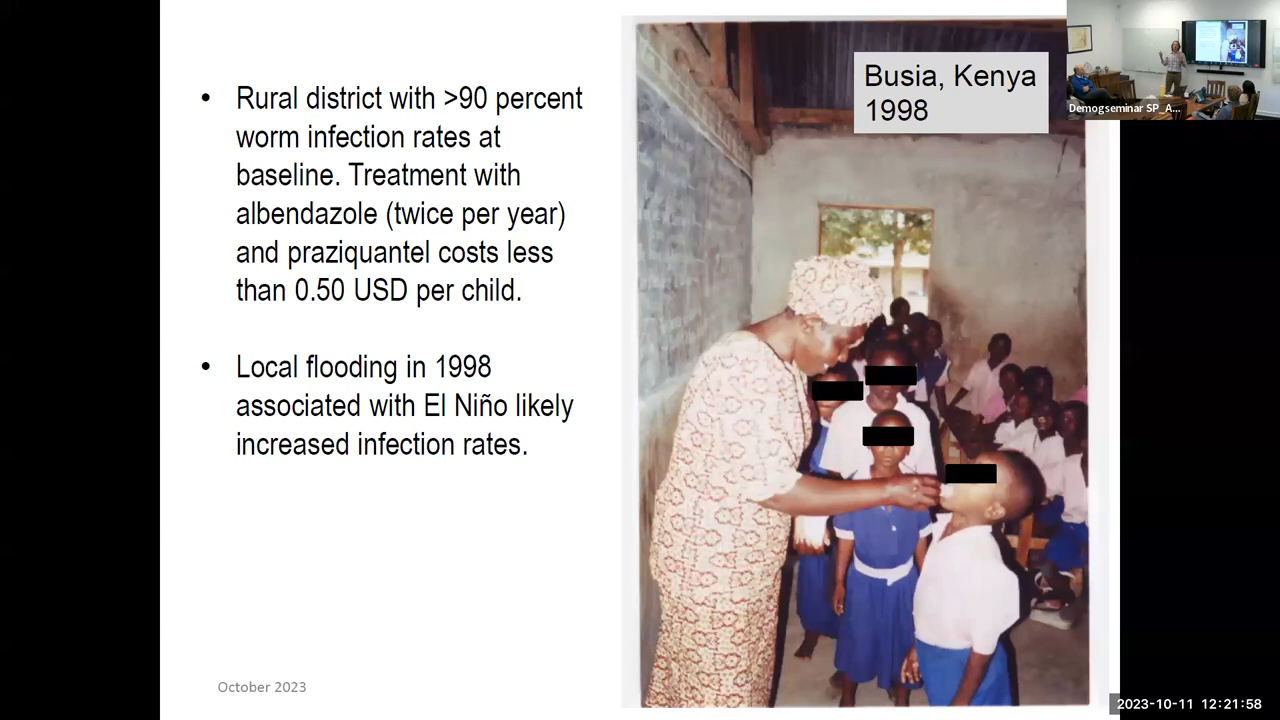 • Rural district with >90 percent
worm infection rates at
baseline. Treatment with
albendazole (twice per year)
and praziquantel costs less
than 0.50 USD per child.
• Local flooding in 1998
associated with El Niño likely
increased infection rates.
Busia, Kenya
1998
Demogseminar SP_A...
October 2023
2023-10-11 12:21:58